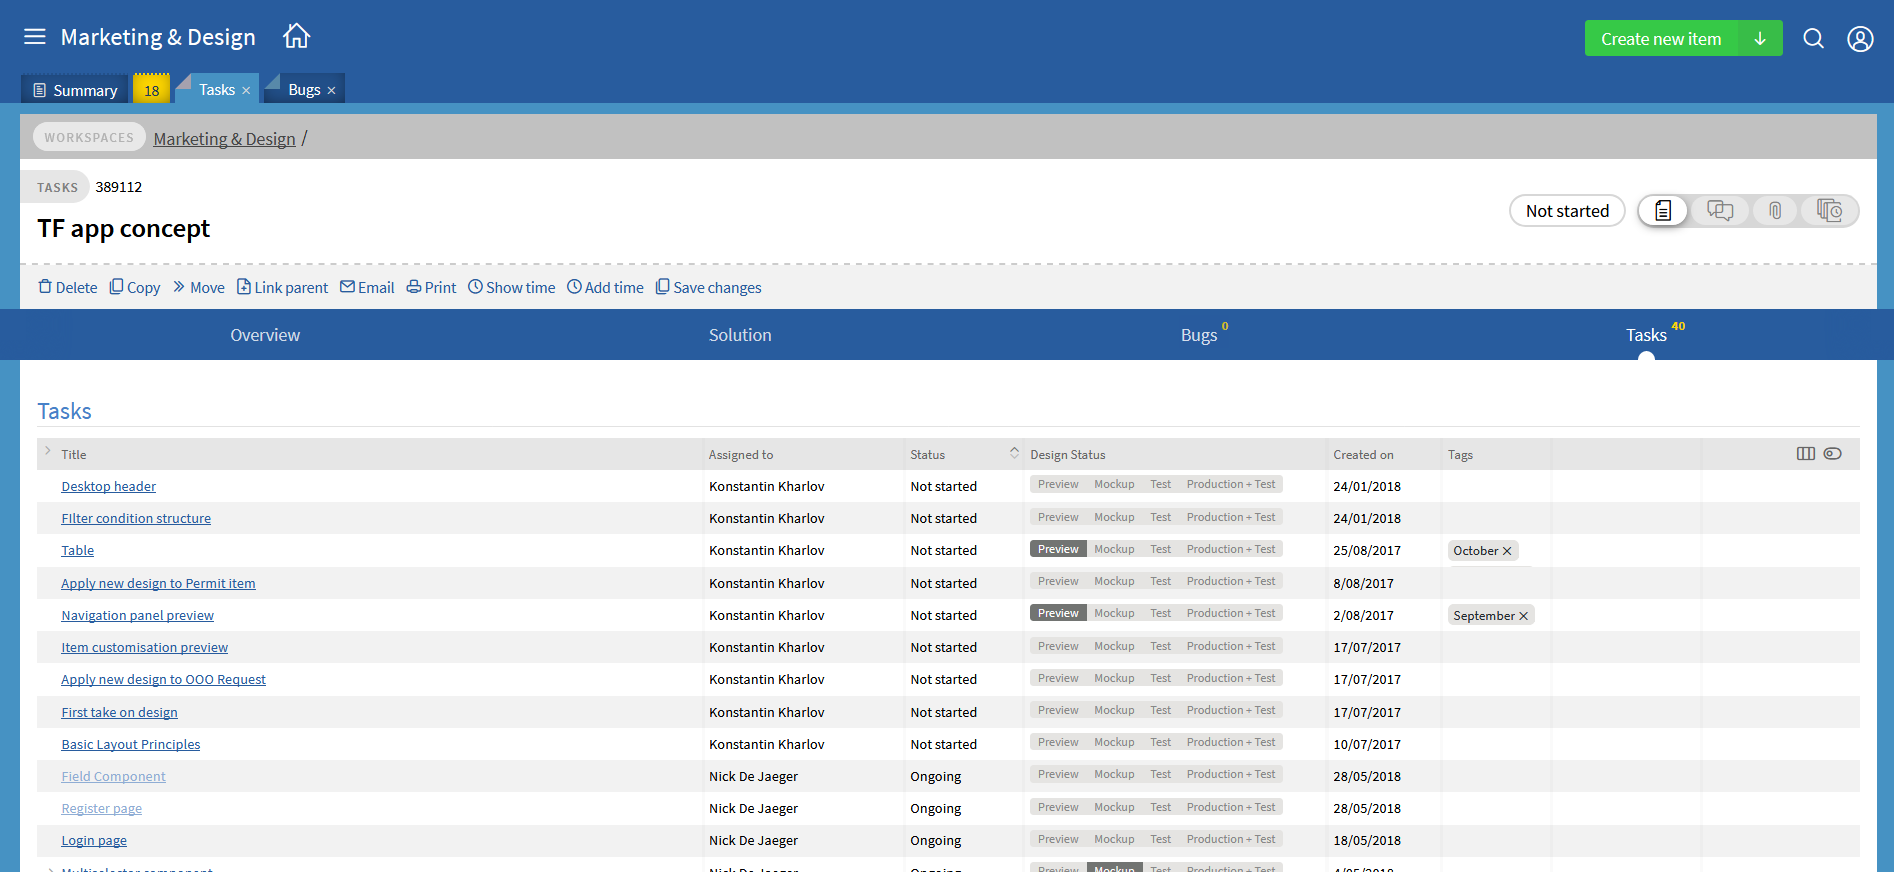 Marketing & Design
Create new item
Summary 18 Tasks × Bugs ×
WORKSPACES Marketing & Design /
TASKS 389112
TF app concept
Not started
Delete Copy Move Link parent Email Print Show time Add time Save changes
Overview Solution Bugs 0 Tasks 40
Tasks
Title Assigned to Status Design Status Created on Tags
Desktop header Konstantin Kharlov Not started Preview Mockup Test Production + Test 24/01/2018
FIlter condition structure Konstantin Kharlov Not started Preview Mockup Test Production + Test 24/01/2018
Table Konstantin Kharlov Not started Preview Mockup Test Production + Test 25/08/2017 October ×
Apply new design to Permit item Konstantin Kharlov Not started Preview Mockup Test Production + Test 8/08/2017
Navigation panel preview Konstantin Kharlov Not started Preview Mockup Test Production + Test 2/08/2017 September ×
Item customisation preview Konstantin Kharlov Not started Preview Mockup Test Production + Test 17/07/2017
Apply new design to OOO Request Konstantin Kharlov Not started Preview Mockup Test Production + Test 17/07/2017
First take on design Konstantin Kharlov Not started Preview Mockup Test Production + Test 17/07/2017
Basic Layout Principles Konstantin Kharlov Not started Preview Mockup Test Production + Test 10/07/2017
Field Component Nick De Jaeger Ongoing Preview Mockup Test Production + Test 28/05/2018
Register page Nick De Jaeger Ongoing Preview Mockup Test Production + Test 28/05/2018
Login page Nick De Jaeger Ongoing Preview Mockup Test Production + Test 18/05/2018
Multiselector component Nick De Jaeger Ongoing Preview Mockup Test Production + Test 4/05/2018